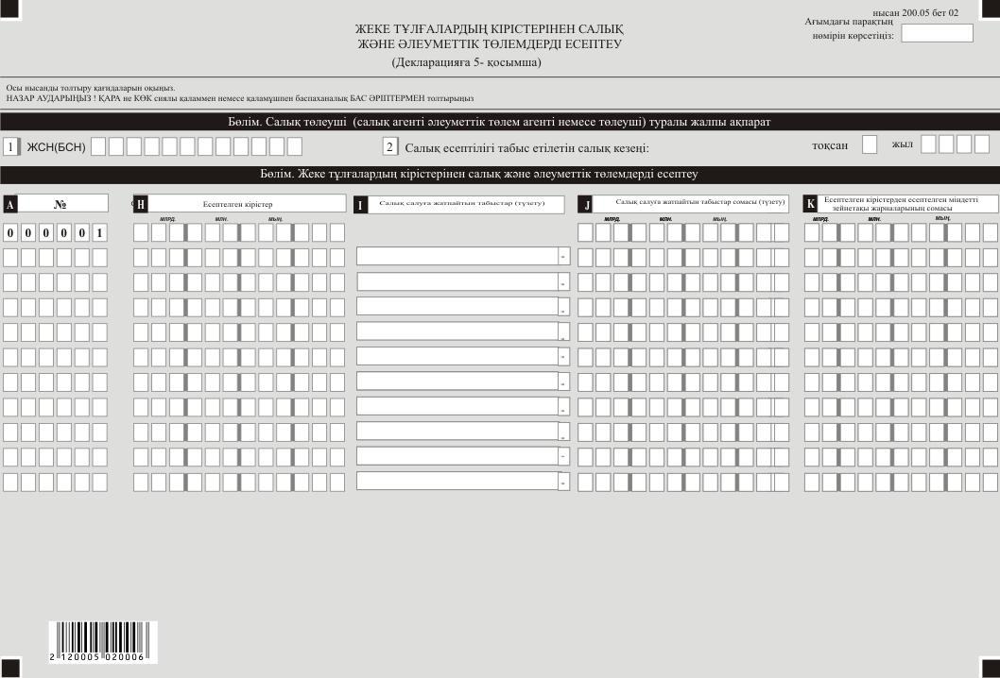 нысан 200.05 бет 02
Ағымдағы парақтың
нөмірін көрсетіңіз:
ЖЕКЕ ТҰЛҒАЛАРДЫҢ КІРІСТЕРІНЕН САЛЫҚ
ЖӘНЕ ӘЛЕУМЕТТІК ТӨЛЕМДЕРДІ ЕСЕПТЕУ
(Декларацияға 5- қосымша)
Осы нысанды толтыру қағидаларын оқыңыз.
НАЗАР АУДАРЫҢЫЗ ! ҚАРА не КӨК сиялы қаламмен немесе қаламұшпен баспаханалық БАС ӘРІПТЕРМЕН толтырыңыз
Бөлім. Салық төлеуші (салық агенті әлеуметтік төлем агенті немесе төлеуші) туралы жалпы ақпарат
1 ЖСН(БСН) 2 Салық есептілігі табыс етілетін салық кезеңі: тоқсан жыл
Бөлім. Жеке тұлғалардың кірістерінен салық және әлеуметтік төлемдерді есептеу
A № H Есептелген кірістер I Салық салуға жатпайтын табыстар (түзету) J Салық салуға жатпайтын табыстар сомасы (түзету) K Есептелген кірістерден есептелген міндетті
зейнетақы жарналарының сомасы
млрд. млн. мың. млрд. млн. мың. млрд. млн. мың.
0 0 0 0 0 1
2 120005 020006